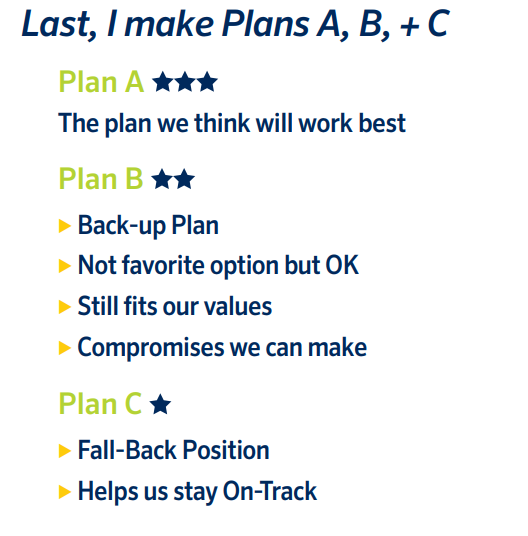 Last, I make Plans A, B, + C
Plan A ★★★
The plan we think will work best
Plan B ★★
▶ Back-up Plan
▶ Not favorite option but OK
▶ Still fits our values
▶ Compromises we can make
Plan C ★
▶ Fall-Back Position
▶ Helps us stay On-Track